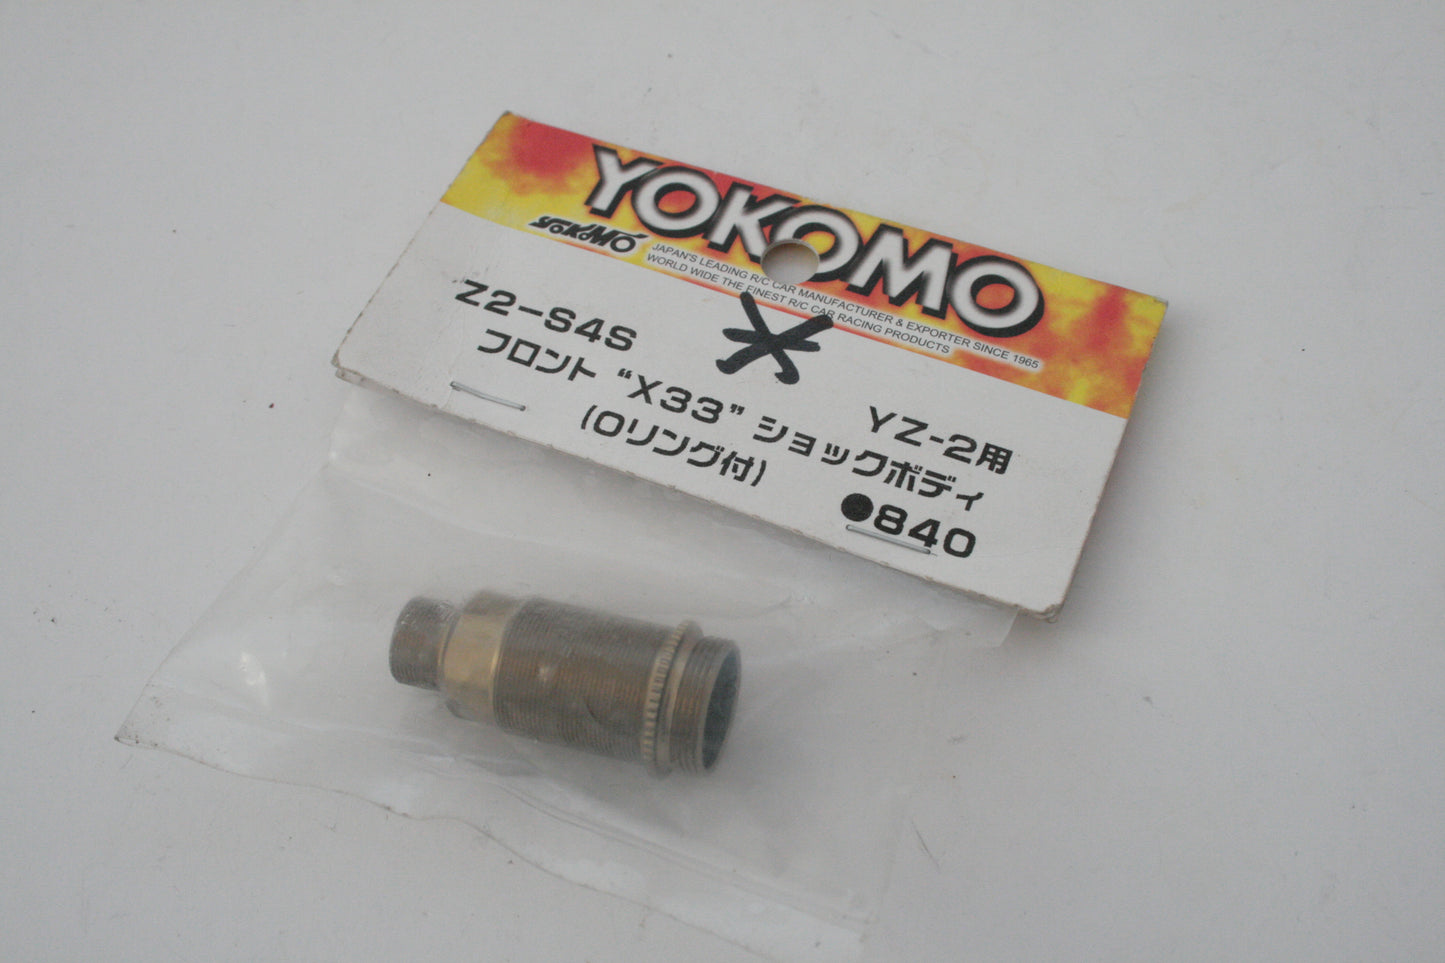 YOKOMO
YOKOMO
JAPAN'S LEADING R/C CAR MANUFACTURER & EXPORTER SINCE 1965
WORLD WIDE THE FINEST R/C CAR RACING PRODUCTS
Z2-S4S
YZ-2用
フロント “X33” ショックボディ
(Oリング付)
●840